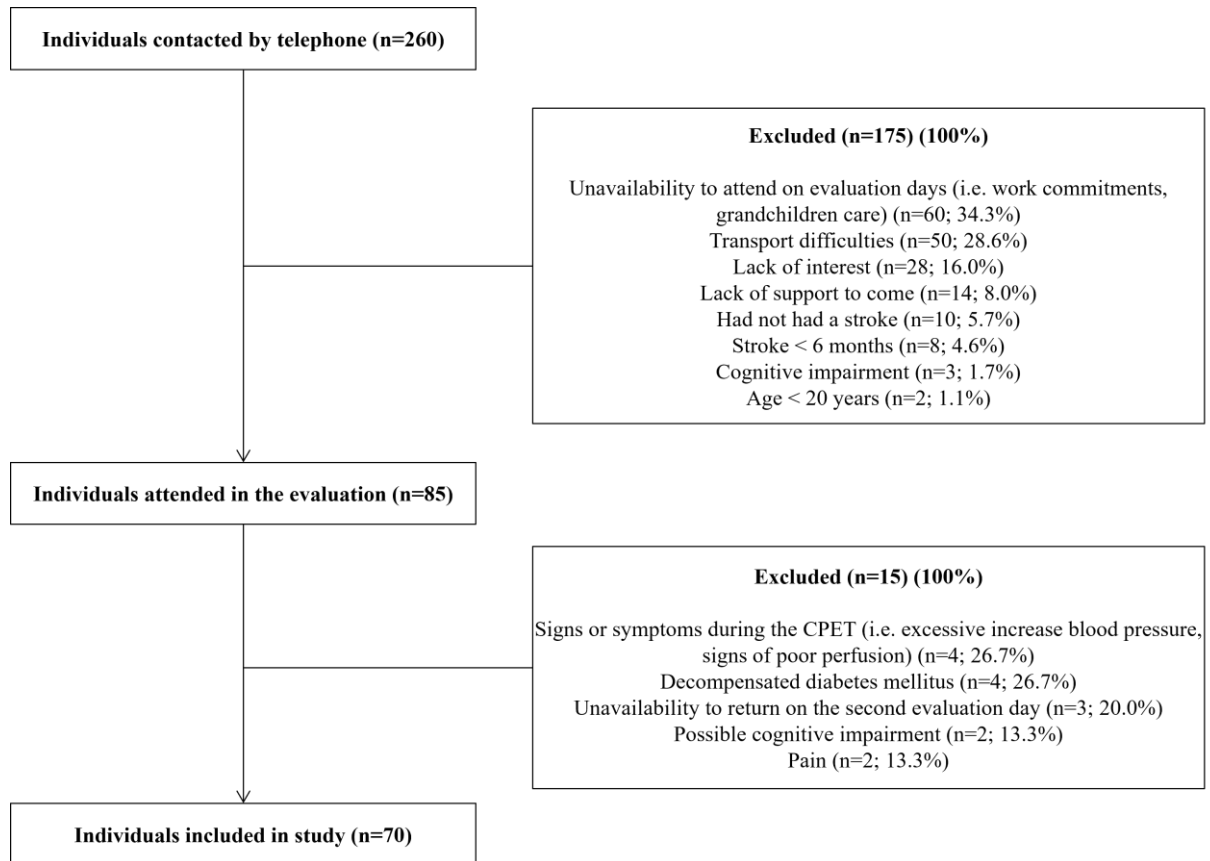 Individuals contacted by telephone (n=260)
Excluded (n=175) (100%)
Unavailability to attend on evaluation days (i.e. work commitments,
grandchildren care) (n=60; 34.3%)
Transport difficulties (n=50; 28.6%)
Lack of interest (n=28; 16.0%)
Lack of support to come (n=14; 8.0%)
Had not had a stroke (n=10; 5.7%)
Stroke < 6 months (n=8; 4.6%)
Cognitive impairment (n=3; 1.7%)
Age < 20 years (n=2; 1.1%)
Individuals attended in the evaluation (n=85)
Excluded (n=15) (100%)
Signs or symptoms during the CPET (i.e. excessive increase blood pressure,
signs of poor perfusion) (n=4; 26.7%)
Decompensated diabetes mellitus (n=4; 26.7%)
Unavailability to return on the second evaluation day (n=3; 20.0%)
Possible cognitive impairment (n=2; 13.3%)
Pain (n=2; 13.3%)
Individuals included in study (n=70)